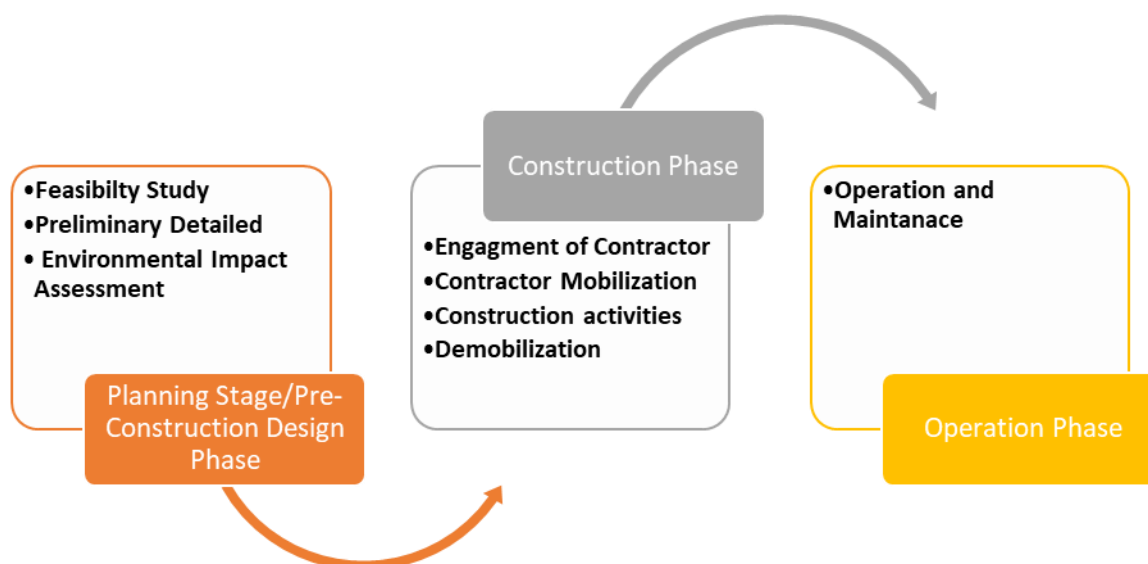 •Feasibilty Study
•Preliminary Detailed
• Environmental Impact
Assessment
Planning Stage/Pre-
Construction Design
Phase
Construction Phase
•Engagment of Contractor
•Contractor Mobilization
•Construction activities
•Demobilization
•Operation and
Maintanace
Operation Phase